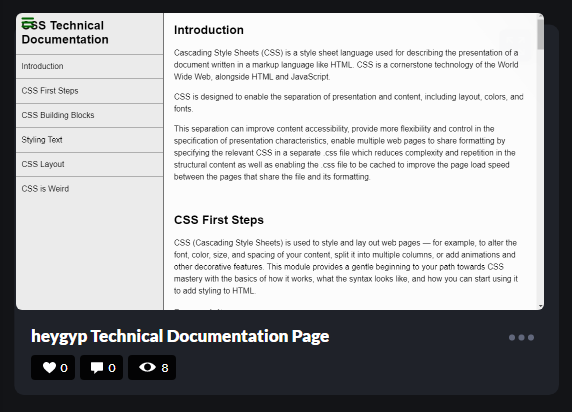 CSS Technical
Documentation
Introduction
CSS First Steps
CSS Building Blocks
Styling Text
CSS Layout
CSS is Weird
Introduction
Cascading Style Sheets (CSS) is a style sheet language used for describing the presentation of a
document written in a markup language like HTML. CSS is a cornerstone technology of the World
Wide Web, alongside HTML and JavaScript.
CSS is designed to enable the separation of presentation and content, including layout, colors, and
fonts.
This separation can improve content accessibility, provide more flexibility and control in the
specification of presentation characteristics, enable multiple web pages to share formatting by
specifying the relevant CSS in a separate .css file which reduces complexity and repetition in the
structural content as well as enabling the .css file to be cached to improve the page load speed
between the pages that share the file and its formatting.
CSS First Steps
CSS (Cascading Style Sheets) is used to style and lay out web pages — for example, to alter the
font, color, size, and spacing of your content, split it into multiple columns, or add animations and
other decorative features. This module provides a gentle beginning to your path towards CSS
mastery with the basics of how it works, what the syntax looks like, and how you can start using it
to add styling to HTML.
heygyp Technical Documentation Page
0 0 8